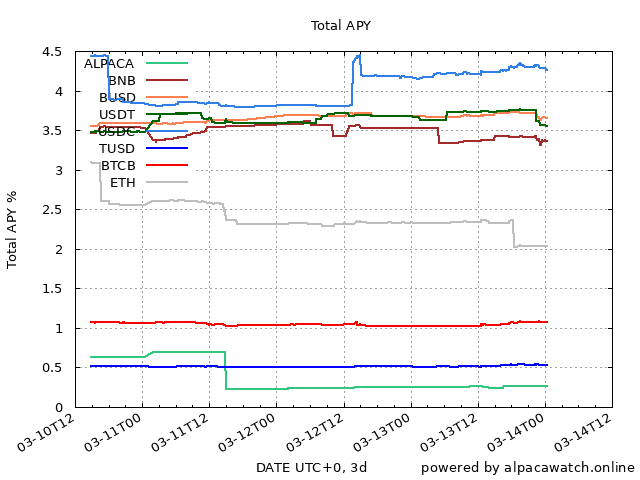 Total APY
Total APY %
4.5
4
3.5
3
2.5
2
1.5
1
0.5
0
ALPACA
BNB
BUSD
USDT
USDC
TUSD
BTCB
ETH
03-10T12
03-11T00
03-11T12
03-12T00
03-12T12
03-13T00
03-13T12
03-14T00
03-14T12
DATE UTC+0, 3d
powered by alpacawatch.online